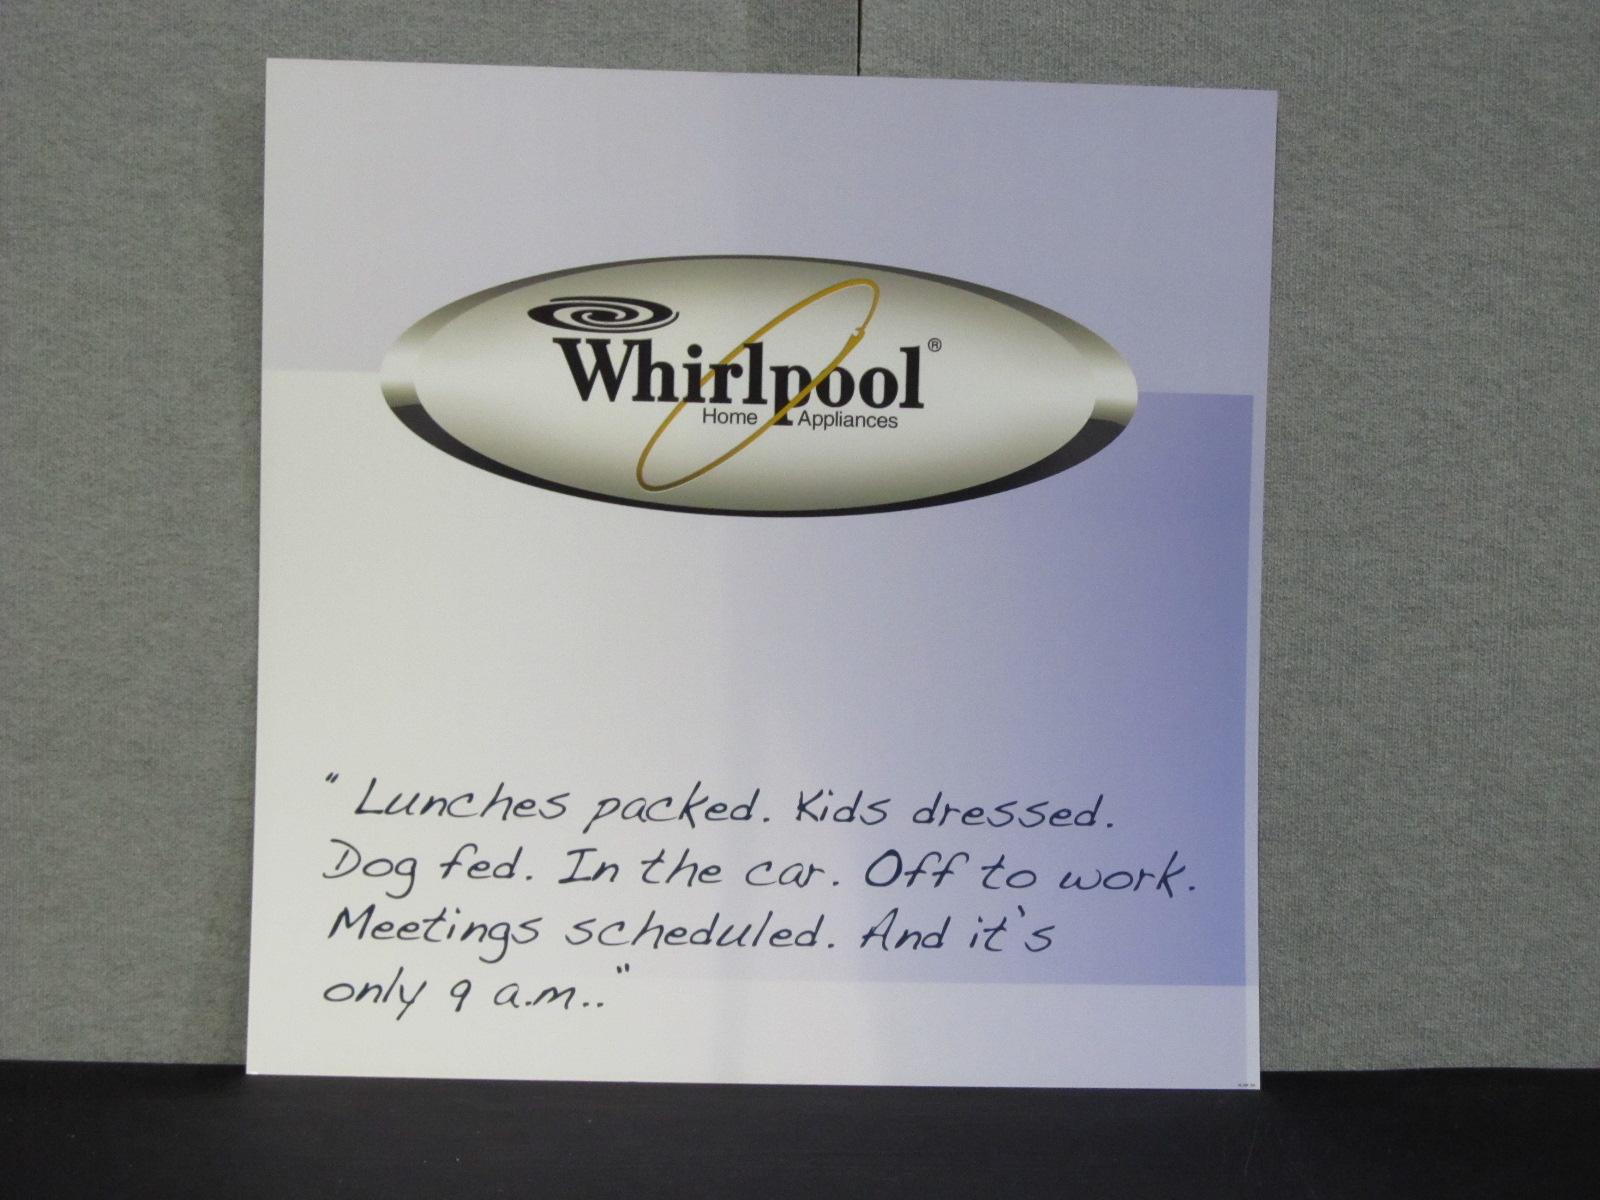 Whirlpool®
Home Appliances
"Lunches packed. Kids dressed.
Dog fed. In the car. Off to work.
Meetings scheduled. And it's
only 9 a.m.."